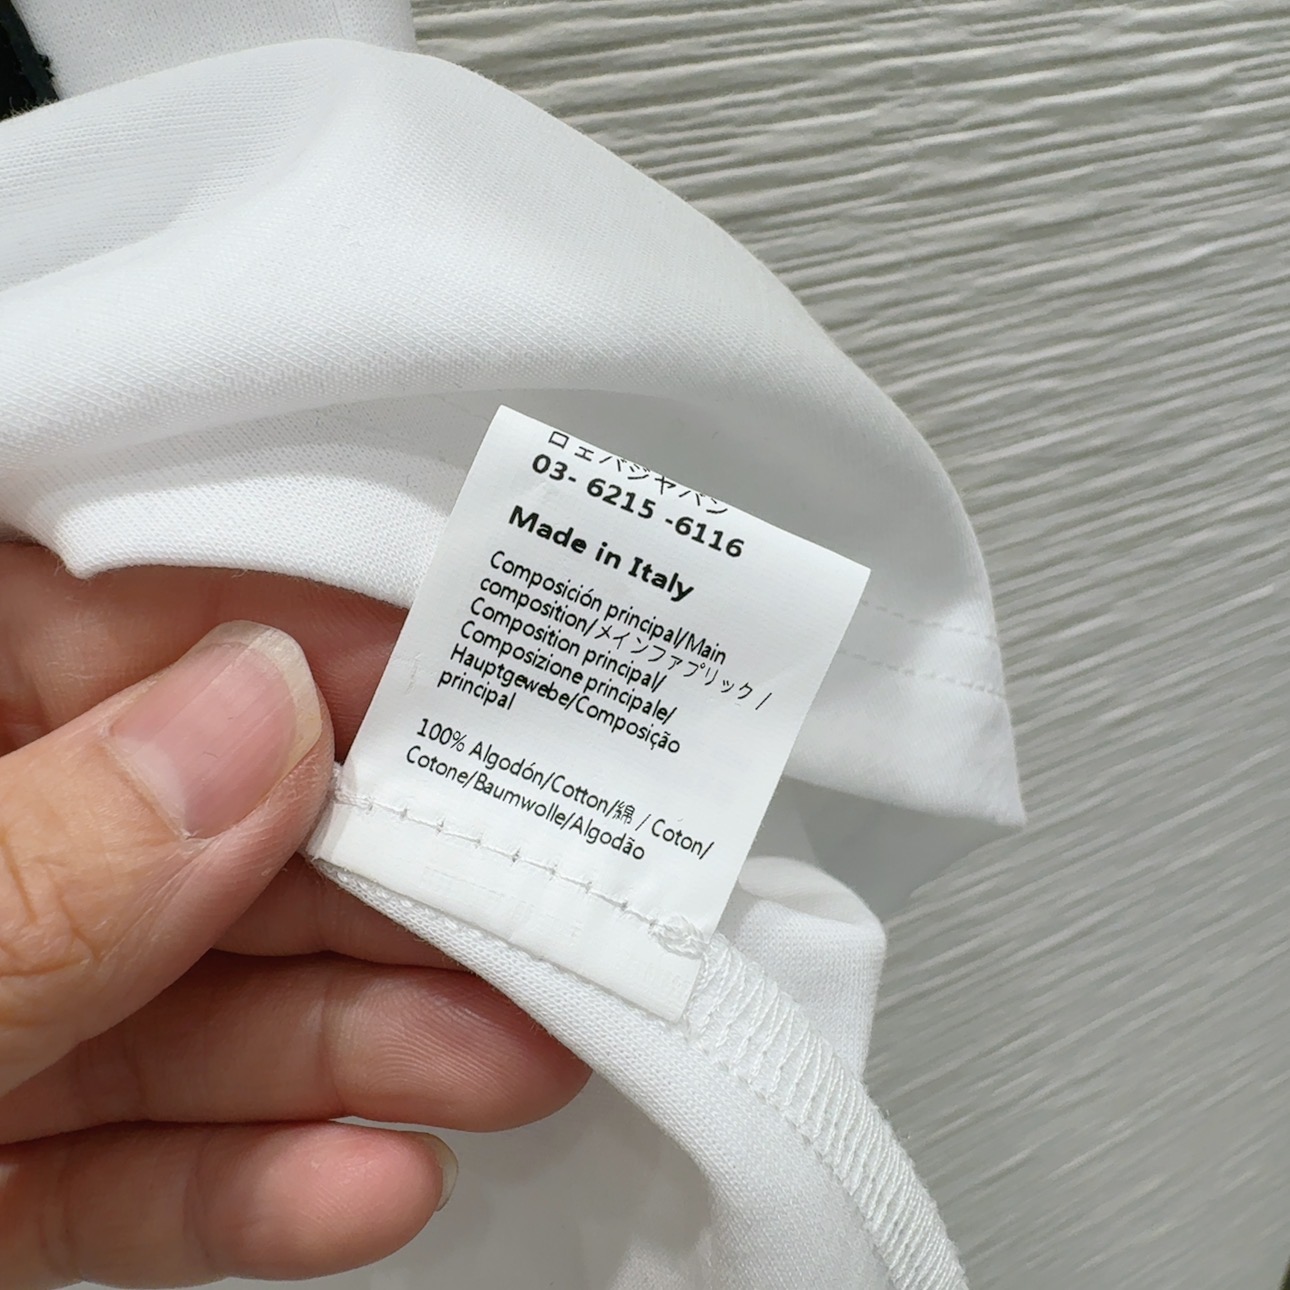 ロエベジャパン
03- 6215 -6116
Made in Italy
Composición principal/Main
composition/メインファプリック /
Composition principal/
Composizione principale/
Hauptgewebe/Composição
principal
100% Algodón/Cotton/綿 / Coton/
Cotone/Baumwolle/Algodão